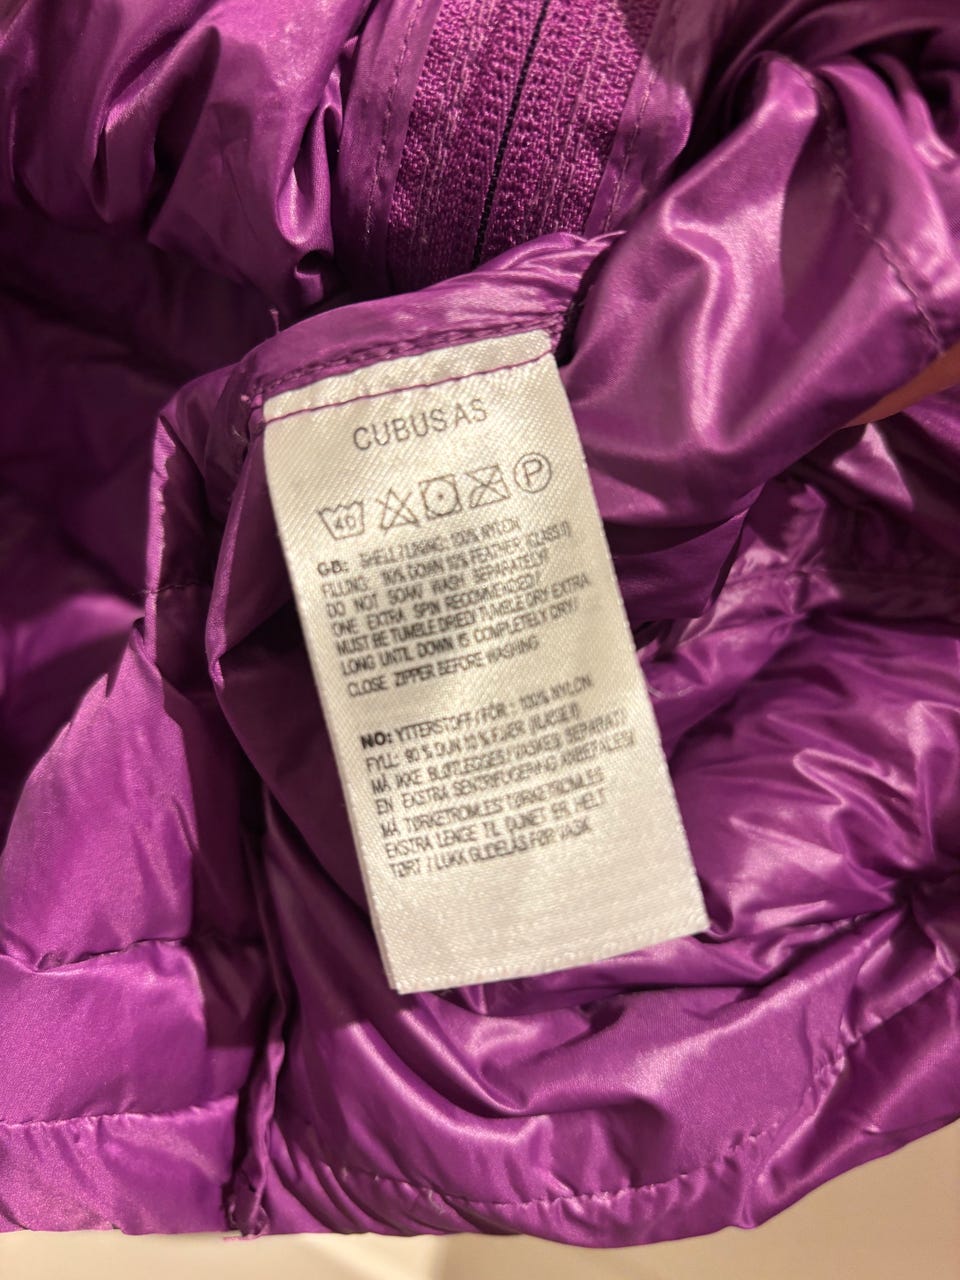 CUBUS AS
40 P
GB: SHELL/LINING: 100% NYLON
FILLING: 90% DOWN 10% FEATHER, (CLASS II)
DO NOT SOAK/ WASH SEPARATELY/
ONE EXTRA SPIN RECOMMENDED/
MUST BE TUMBLE DRIED/ TUMBLE DRY EXTRA
LONG UNTIL DOWN IS COMPLETELY DRY/
CLOSE ZIPPER BEFORE WASHING
NO: YTTERSTOFF/FÔR : 100% NYLON
FYLL: 90 % DUN 10 % FJÆR (KLASSE II)
MÅ IKKE BLØTLEGGES/ VASKES SEPARAT/
EN EKSTRA SENTRIFUGERING ANBEFALES/
MÅ TØRKETROMLES/ TØRKETROMLES
EKSTRA LENGE TIL DUNET ER HELT
TØRT / LUKK GLIDELÅS FØR VASK